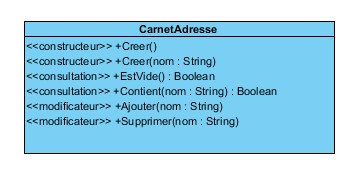 CarnetAdresse
<<constructeur>> +Creer()
<<constructeur>> +Creer(nom : String)
<<consultation>> +EstVide() : Boolean
<<consultation>> +Contient(nom : String) : Boolean
<<modificateur>> +Ajouter(nom : String)
<<modificateur>> +Supprimer(nom : String)